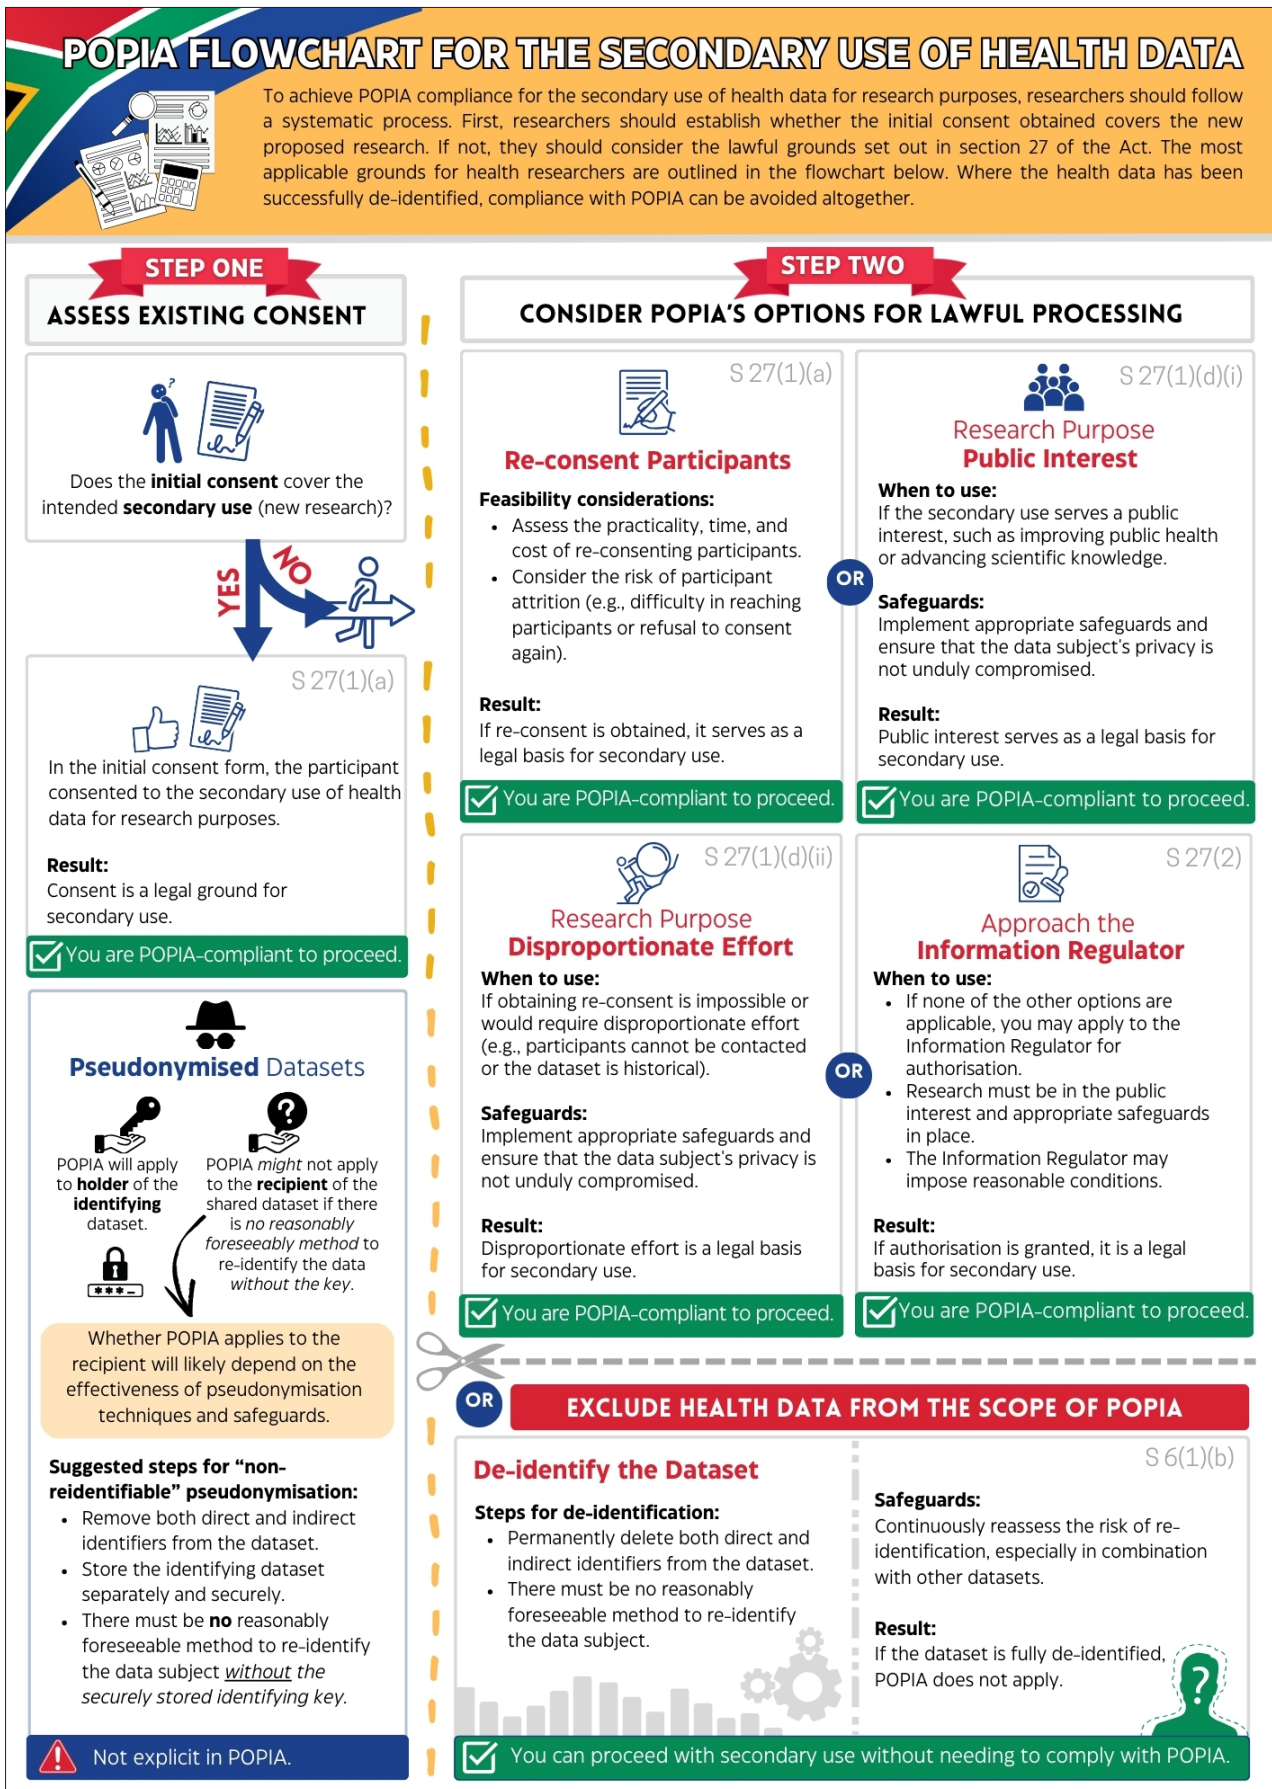 POPIA FLOWCHART FOR THE SECONDARY USE OF HEALTH DATA
To achieve POPIA compliance for the secondary use of health data for research purposes, researchers should follow
a systematic process. First, researchers should establish whether the initial consent obtained covers the new
proposed research. If not, they should consider the lawful grounds set out in section 27 of the Act. The most
applicable grounds for health researchers are outlined in the flowchart below. Where the health data has been
successfully de-identified, compliance with POPIA can be avoided altogether.
STEP ONE
ASSESS EXISTING CONSENT
?
Does the initial consent cover the
intended secondary use (new research)?
YES
NO
S 27(1)(a)
In the initial consent form, the participant
consented to the secondary use of health
data for research purposes.
Result:
Consent is a legal ground for
secondary use.
You are POPIA-compliant to proceed.
Pseudonymised Datasets
POPIA will apply
to holder of the
identifying
dataset.
***_
?
POPIA might not apply
to the recipient of the
shared dataset if there
is no reasonably
foreseeably method to
re-identify the data
without the key.
Whether POPIA applies to the
recipient will likely depend on the
effectiveness of pseudonymisation
techniques and safeguards.
Suggested steps for “non-
reidentifiable” pseudonymisation:
• Remove both direct and indirect
identifiers from the dataset.
• Store the identifying dataset
separately and securely.
• There must be no reasonably
foreseeable method to re-identify
the data subject without the
securely stored identifying key.
! Not explicit in POPIA.
STEP TWO
CONSIDER POPIA'S OPTIONS FOR LAWFUL PROCESSING
S 27(1)(a)
Re-consent Participants
Feasibility considerations:
• Assess the practicality, time, and
cost of re-consenting participants.
• Consider the risk of participant
attrition (e.g., difficulty in reaching
participants or refusal to consent
again).
Result:
If re-consent is obtained, it serves as a
legal basis for secondary use.
You are POPIA-compliant to proceed.
OR
S 27(1)(d)(i)
Research Purpose
Public Interest
When to use:
If the secondary use serves a public
interest, such as improving public health
or advancing scientific knowledge.
Safeguards:
Implement appropriate safeguards and
ensure that the data subject's privacy is
not unduly compromised.
Result:
Public interest serves as a legal basis for
secondary use.
You are POPIA-compliant to proceed.
S 27(1)(d)(ii)
Research Purpose
Disproportionate Effort
When to use:
If obtaining re-consent is impossible or
would require disproportionate effort
(e.g., participants cannot be contacted
or the dataset is historical).
Safeguards:
Implement appropriate safeguards and
ensure that the data subject's privacy is
not unduly compromised.
Result:
Disproportionate effort is a legal basis
for secondary use.
You are POPIA-compliant to proceed.
OR
S 27(2)
Approach the
Information Regulator
When to use:
• If none of the other options are
applicable, you may apply to the
Information Regulator for
authorisation.
• Research must be in the public
interest and appropriate safeguards
in place.
• The Information Regulator may
impose reasonable conditions.
Result:
If authorisation is granted, it is a legal
basis for secondary use.
You are POPIA-compliant to proceed.
OR
EXCLUDE HEALTH DATA FROM THE SCOPE OF POPIA
De-identify the Dataset
Steps for de-identification:
• Permanently delete both direct and
indirect identifiers from the dataset.
• There must be no reasonably
foreseeable method to re-identify
the data subject.
S 6(1)(b)
Safeguards:
Continuously reassess the risk of re-
identification, especially in combination
with other datasets.
Result:
If the dataset is fully de-identified,
POPIA does not apply.
?
You can proceed with secondary use without needing to comply with POPIA.